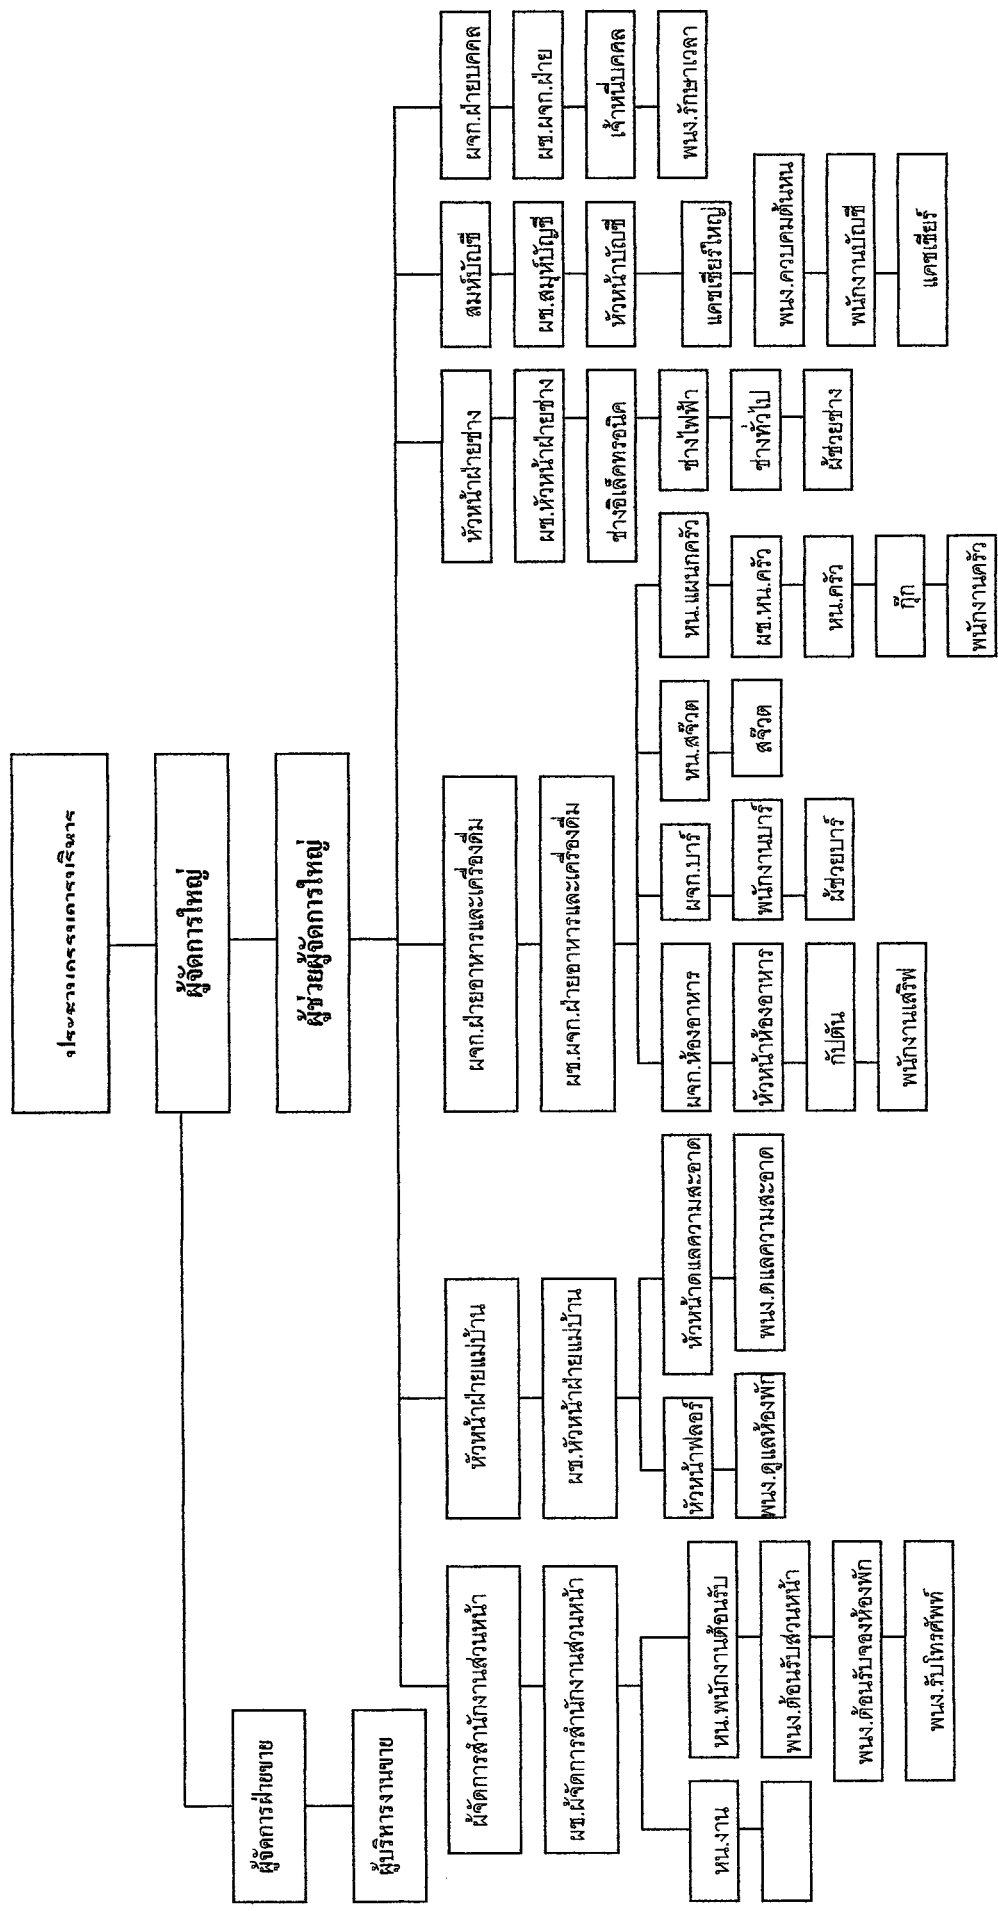 ประธานกรรมการบริหาร
ผู้จัดการใหญ่
ผู้ช่วยผู้จัดการใหญ่
ผู้จัดการฝ่ายขาย
ผู้บริหารงานขาย
ผู้จัดการสำนักงานส่วนหน้า
ผช.ผู้จัดการสำนักงานส่วนหน้า
หน.งาน
หน.พนักงานต้อนรับ
พนง.ต้อนรับส่วนหน้า
พนง.ต้อนรับจองห้องพัก
พนง.รับโทรศัพท์
หัวหน้าฝ่ายแม่บ้าน
ผช.หัวหน้าฝ่ายแม่บ้าน
หัวหน้าฟลอร์
พนง.ดูแลห้องพัก
หัวหน้าดูแลความสะอาด
พนง.ดูแลความสะอาด
ผจก.ฝ่ายอาหารและเครื่องดื่ม
ผช.ผจก.ฝ่ายอาหารและเครื่องดื่ม
ผจก.ห้องอาหาร
หัวหน้าห้องอาหาร
กัปตัน
พนักงานเสริฟ
ผจก.บาร์
พนักงานบาร์
ผู้ช่วยบาร์
หน.สจ๊วต
สจ๊วต
หน.แผนกครัว
ผช.หน.ครัว
หน.ครัว
กุ๊ก
พนักงานครัว
หัวหน้าฝ่ายช่าง
ผช.หัวหน้าฝ่ายช่าง
ช่างอิเล็คทรอนิค
ช่างไฟฟ้า
ช่างทั่วไป
ผู้ช่วยช่าง
สมห์บัญชี
ผช.สมุห์บัญชี
หัวหน้าบัญชี
แคชเชียร์ใหญ่
พนง.ควบคมต้นทน
พนักงานบัญชี
แคชเชียร์
ผจก.ฝ่ายบุคคล
ผช.ผจก.ฝ่าย
เจ้าหน้าที่บุคคล
พนง.รักษาเวลา